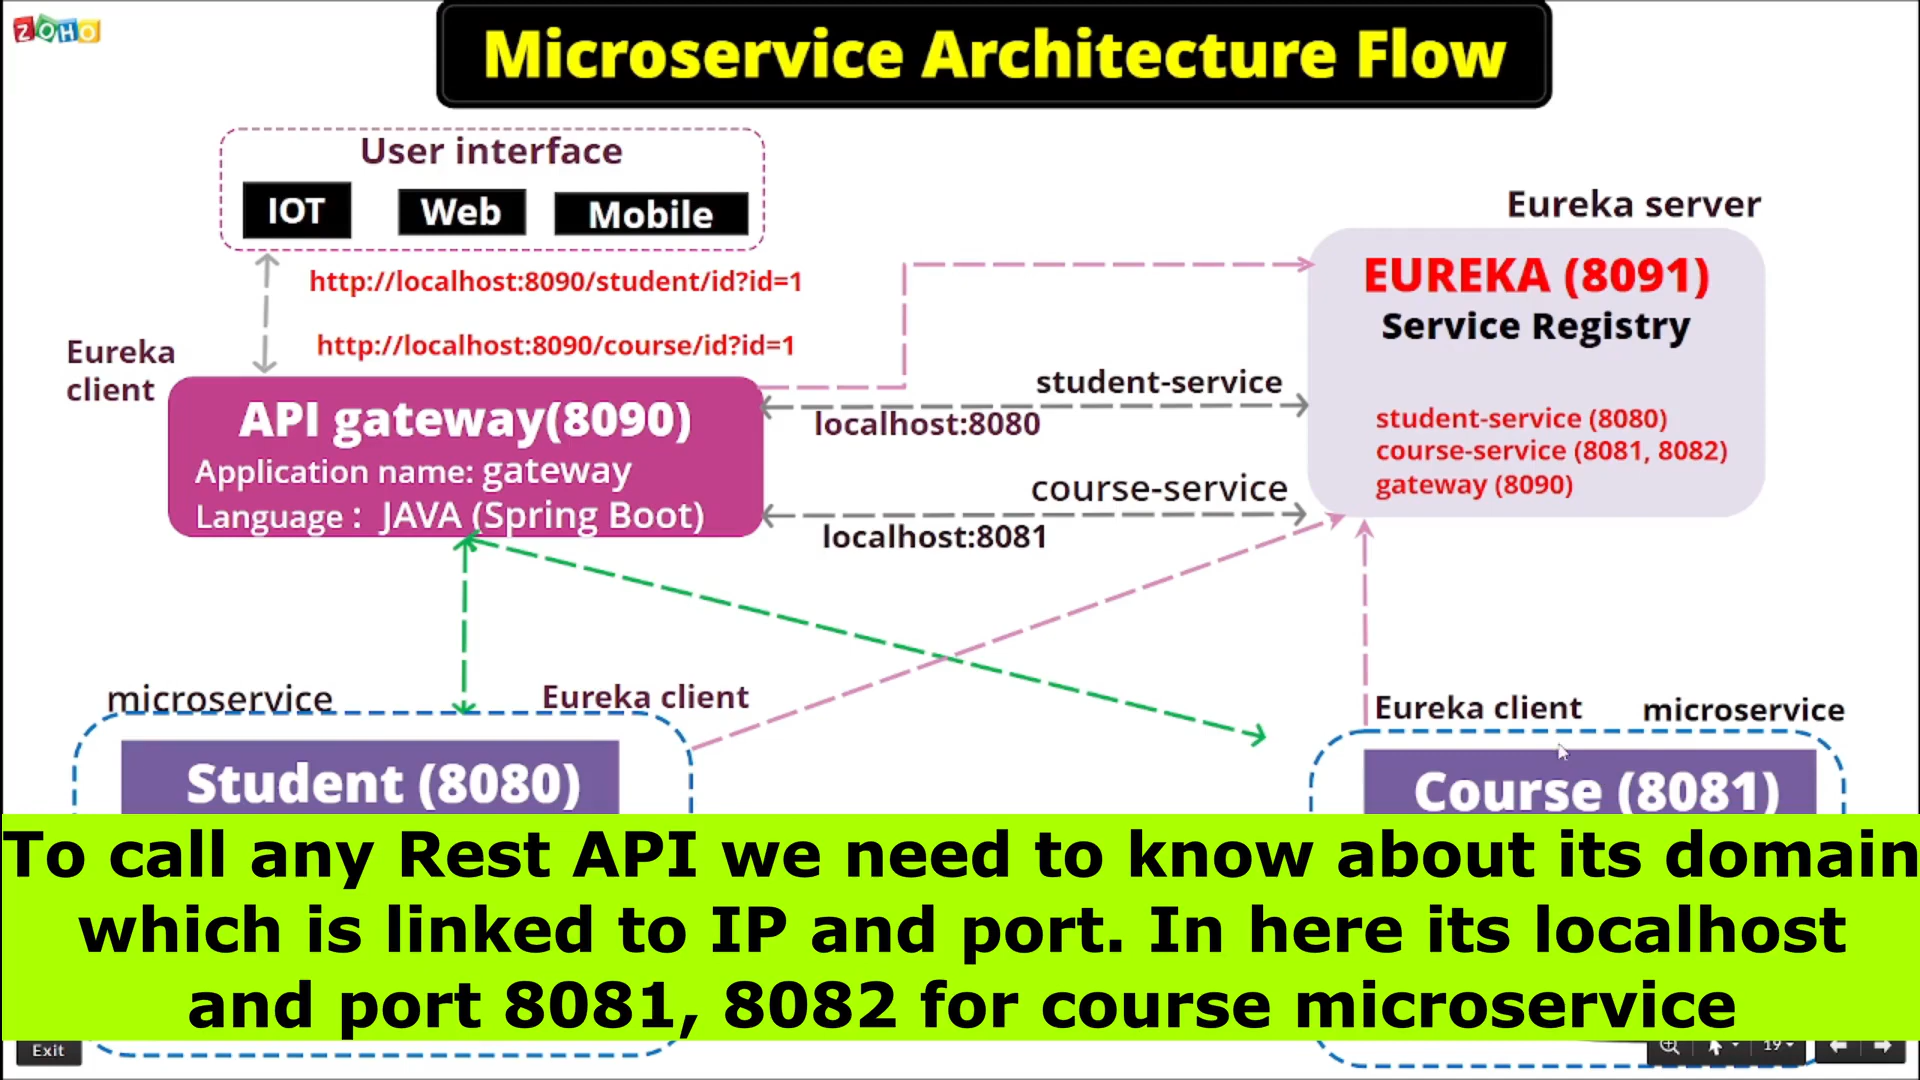 ZOHO
Microservice Architecture Flow
User interface
IOT
Web
Mobile
http://localhost:8090/student/id?id=1
http://localhost:8090/course/id?id=1
Eureka
client
API gateway(8090)
Application name: gateway
Language : JAVA (Spring Boot)
student-service
localhost:8080
course-service
localhost:8081
Eureka server
EUREKA (8091)
Service Registry
student-service (8080)
course-service (8081, 8082)
gateway (8090)
microservice
Eureka client
Student (8080)
Eureka client
microservice
Course (8081)
To call any Rest API we need to know about its domain
which is linked to IP and port. In here its localhost
and port 8081, 8082 for course microservice
Exit
19